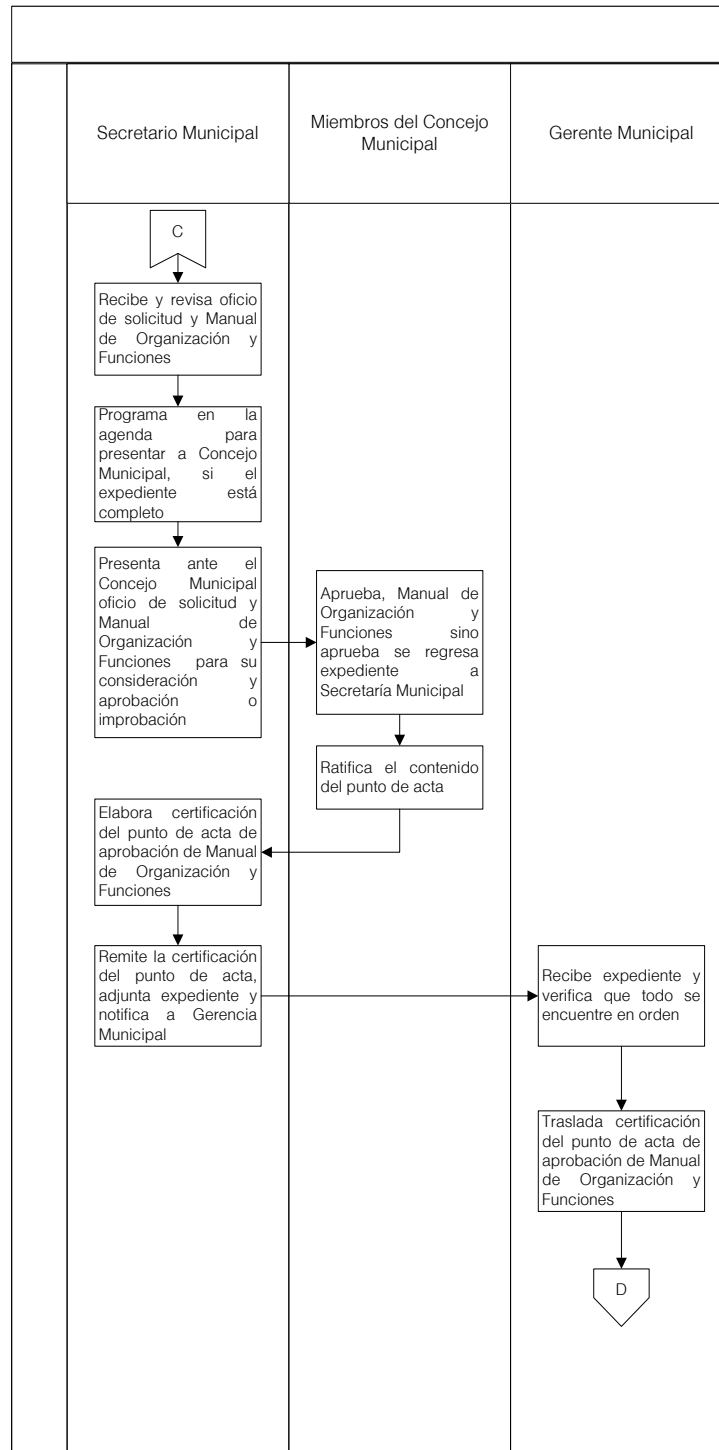 Secretario Municipal
Miembros del Concejo
Municipal
Gerente Municipal
C
Recibe y revisa oficio
de solicitud y Manual
de Organización y
Funciones
Programa en la
agenda para
presentar a Concejo
Municipal, si el
expediente está
completo
Presenta ante el
Concejo Municipal
oficio de solicitud y
Manual de
Organización y
Funciones para su
consideración y
aprobación o
improbación
Aprueba, Manual de
Organización y
Funciones sino
aprueba se regresa
expediente a
Secretaría Municipal
Ratifica el contenido
del punto de acta
Elabora certificación
del punto de acta de
aprobación de Manual
de Organización y
Funciones
Remite la certificación
del punto de acta,
adjunta expediente y
notifica a Gerencia
Municipal
Recibe expediente y
verifica que todo se
encuentre en orden
Traslada certificación
del punto de acta de
aprobación de Manual
de Organización y
Funciones
D